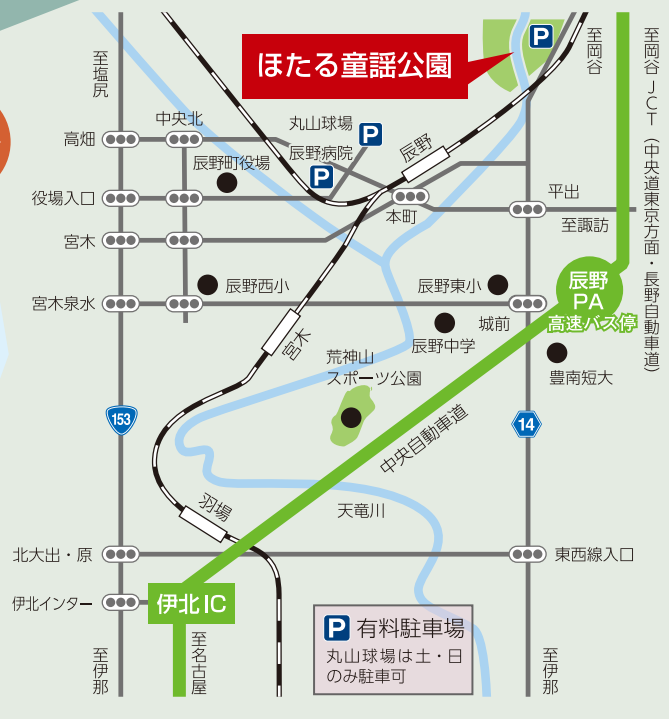 至塩尻
ほたる童謡公園
P
至岡谷
至岡谷JCT(中央道東京方面・長野自動車道)
高畑
中央北
丸山球場
P
辰野病院
P
辰野
辰野町役場
役場入口
本町
平出
至諏訪
宮木
辰野西小
辰野東小
辰野
PA
高速バス停
宮木泉水
城前
宮木
辰野中学
荒神山
スポーツ公園
豊南短大
153
14
中央自動車道
羽場
天竜川
北大出・原
東西線入口
伊北インター
伊北IC
P 有料駐車場
丸山球場は土・日
のみ駐車可
至伊那
至名古屋
至伊那